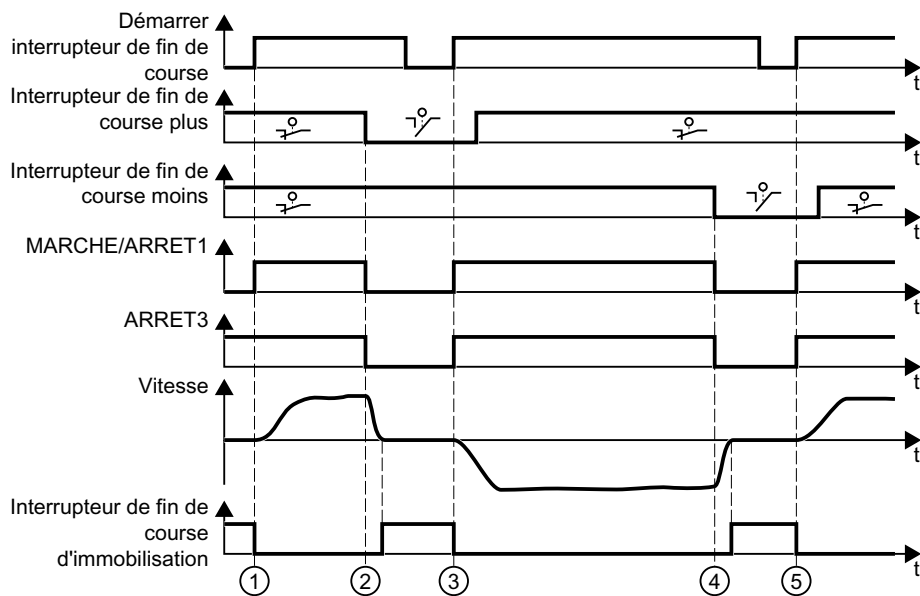 Démarrer
interrupteur de fin de
course
t
Interrupteur de fin de
course plus
t
Interrupteur de fin de
course moins
t
MARCHE/ARRET1
t
ARRET3
t
Vitesse
t
Interrupteur de fin de
course
d'immobilisation
t
1 2 3 4 5